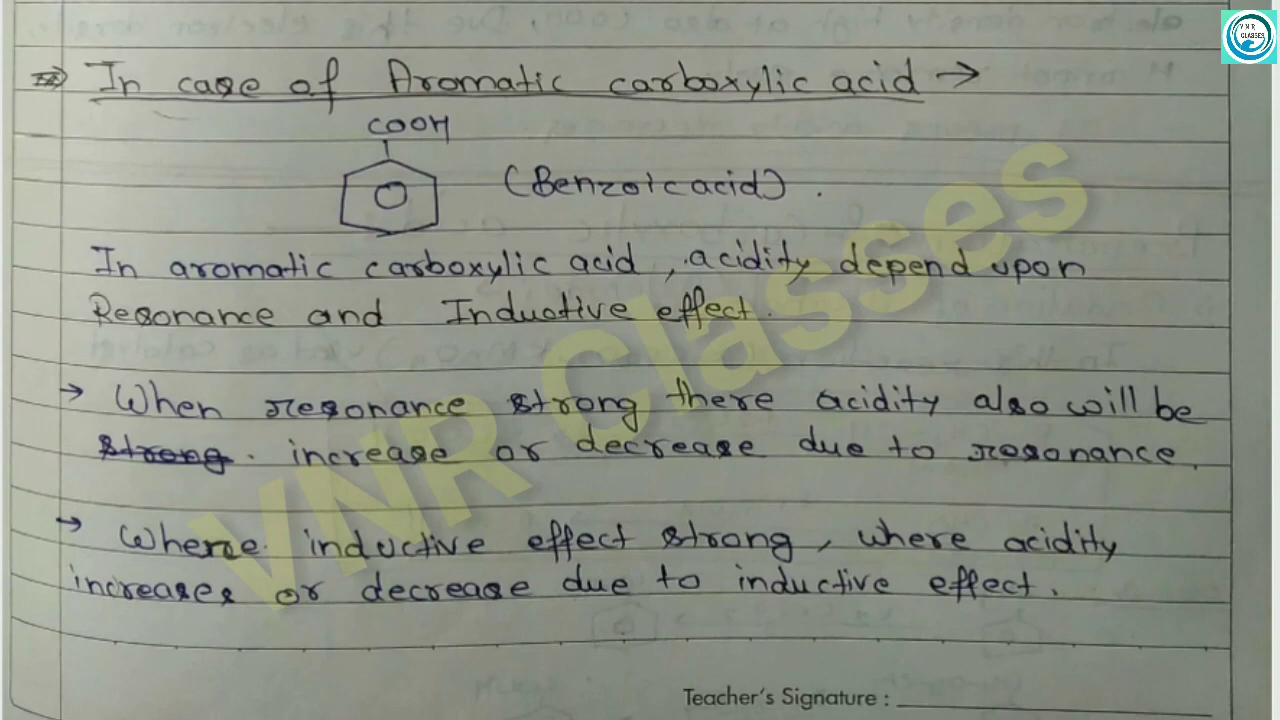 VNR
CLASSES
In case of Aromatic carboxylic acid →
COOH
(Benzoic acid).
In aromatic carboxylic acid, acidity depend upon
Resonance and Inductive effect.
→ When resonance strong there acidity also will be
strong. increase or decrease due to resonance.
→ Where inductive effect strong, where acidity
increases or decrease due to inductive effect.
VNR Classes
Teacher's Signature :